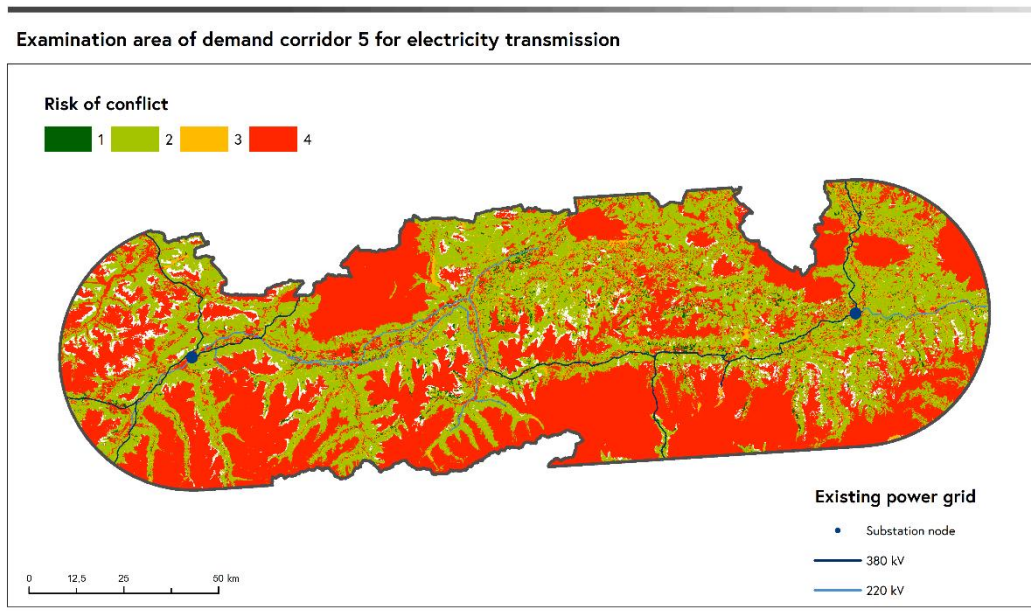 Examination area of demand corridor 5 for electricity transmission
Risk of conflict
1 2 3 4
Existing power grid
Substation node
380 kV
220 kV
0 12,5 25 50 km